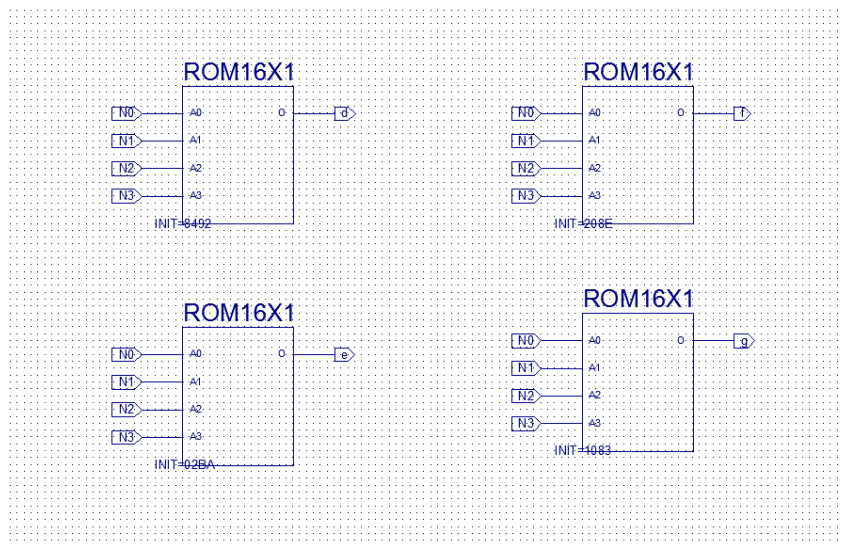 ROM16X1
N0 A0 O d
N1 A1
N2 A2
N3 A3
INIT=8492
ROM16X1
N0 A0 O f
N1 A1
N2 A2
N3 A3
INIT=208E
ROM16X1
N0 A0 O e
N1 A1
N2 A2
N3 A3
INIT=02BA
ROM16X1
N0 A0 O g
N1 A1
N2 A2
N3 A3
INIT=1083